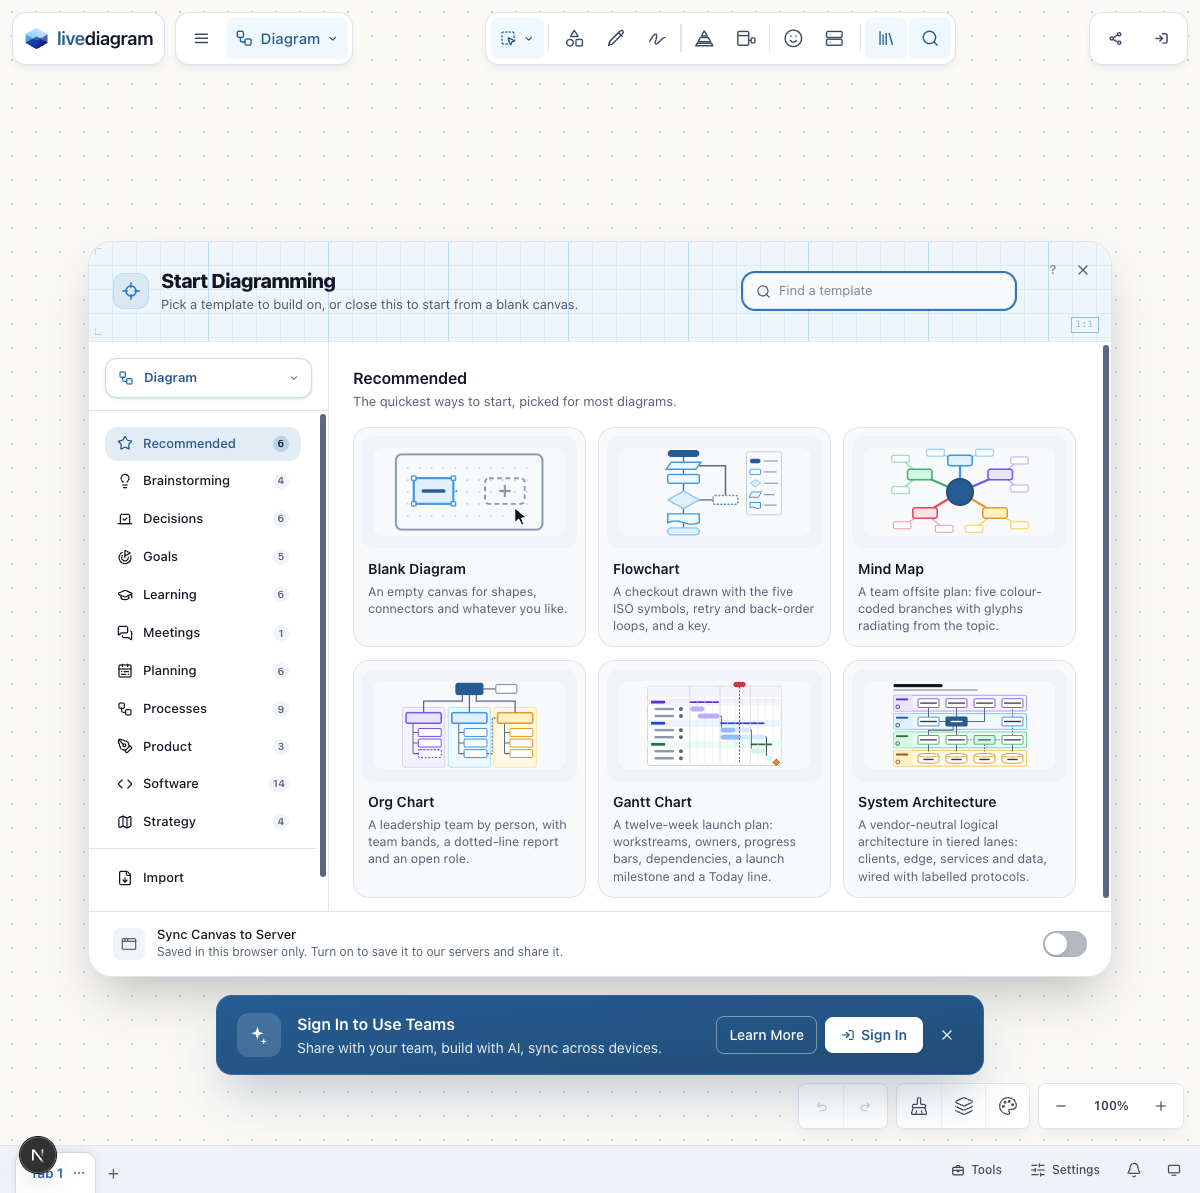 livediagram
Diagram
Start Diagramming
Pick a template to build on, or close this to start from a blank canvas.
Find a template
?
1:1
Diagram
Recommended 6
Brainstorming 4
Decisions 6
Goals 5
Learning 6
Meetings 1
Planning 6
Processes 9
Product 3
Software 14
Strategy 4
Import
Recommended
The quickest ways to start, picked for most diagrams.
Blank Diagram
An empty canvas for shapes,
connectors and whatever you like.
Flowchart
A checkout drawn with the five
ISO symbols, retry and back-order
loops, and a key.
Mind Map
A team offsite plan: five colour-
coded branches with glyphs
radiating from the topic.
Org Chart
A leadership team by person, with
team bands, a dotted-line report
and an open role.
Gantt Chart
A twelve-week launch plan:
workstreams, owners, progress
bars, dependencies, a launch
milestone and a Today line.
System Architecture
A vendor-neutral logical
architecture in tiered lanes:
clients, edge, services and data,
wired with labelled protocols.
Sync Canvas to Server
Saved in this browser only. Turn on to save it to our servers and share it.
Sign In to Use Teams
Share with your team, build with AI, sync across devices.
Learn More
Sign In
100%
N
Tab 1
Tools
Settings